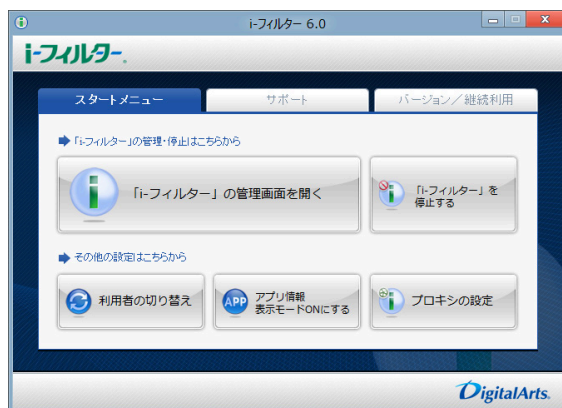 i-フィルター 6.0
i-フィルター.
スタートメニュー
サポート
バージョン／継続利用
「i-フィルター」の管理・停止はこちらから
「i-フィルター」の管理画面を開く
「i-フィルター」を
停止する
その他の設定はこちらから
利用者の切り替え
APP
アプリ情報
表示モードONにする
プロキシの設定
DigitalArts.